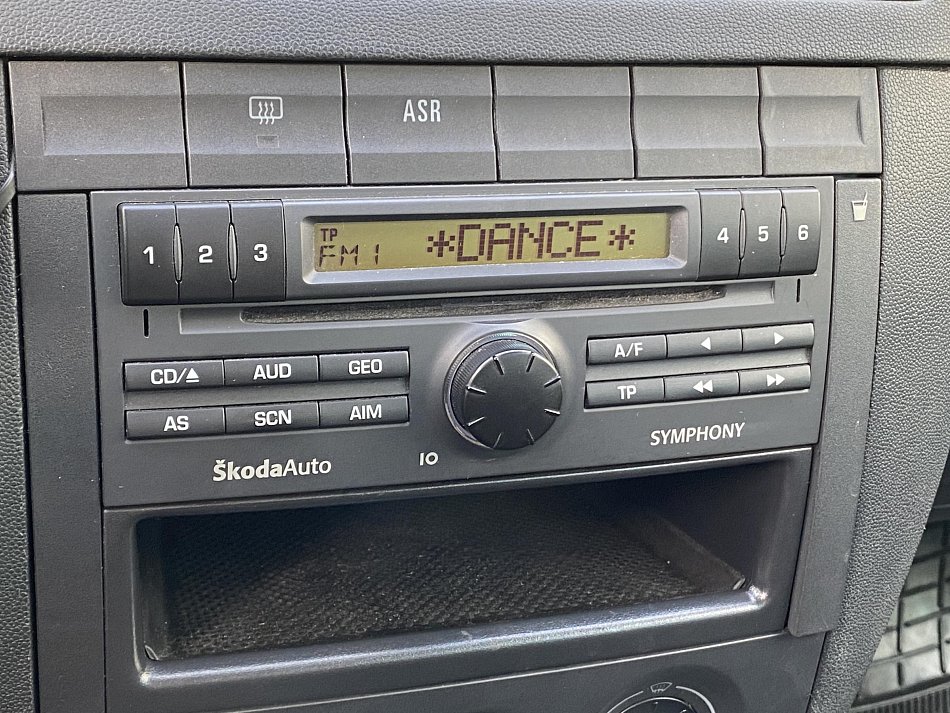 ASR
1 2 3
TP
FM1 *DANCE*
4 5 6
CD/ AUD GEO
AS SCN AIM
A/F
TP
ŠkodaAuto
IO
SYMPHONY